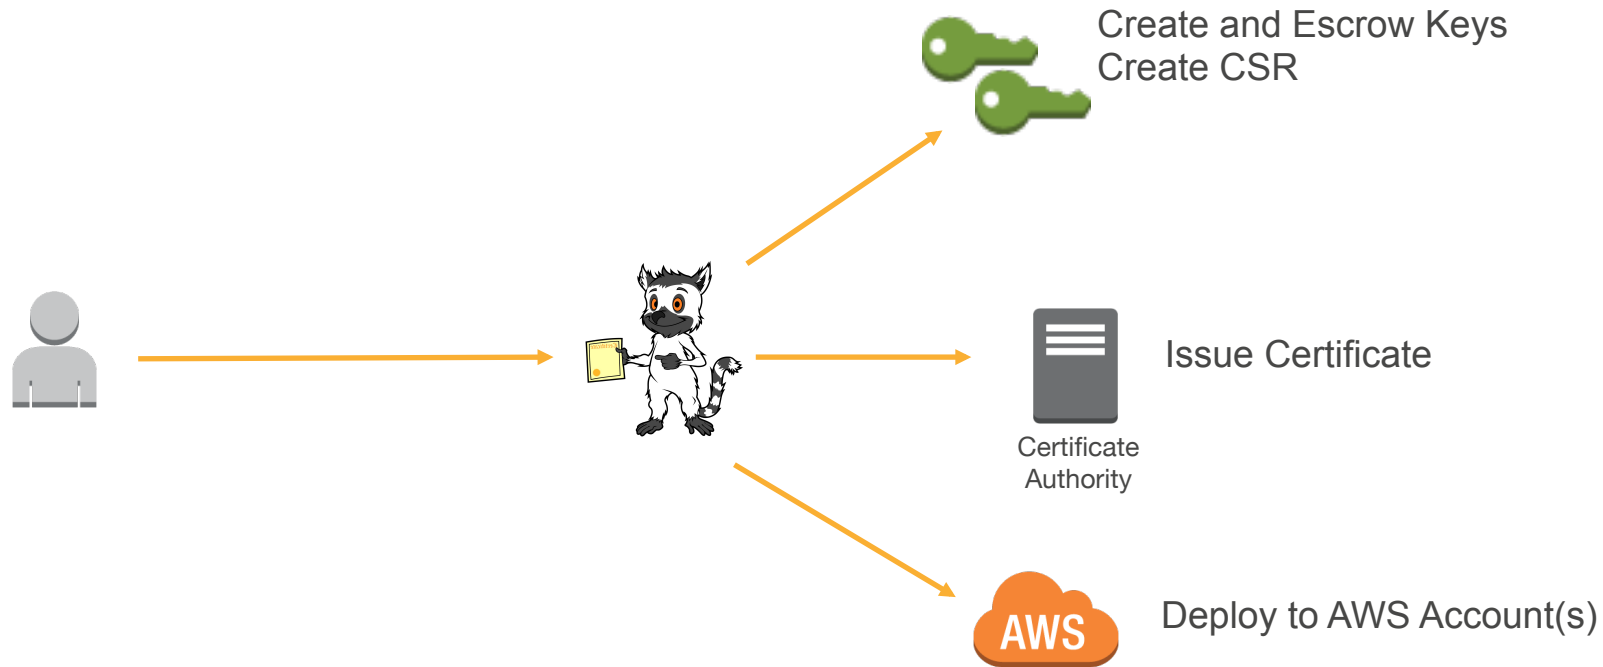 Create and Escrow Keys
Create CSR
Issue Certificate
Certificate
Authority
AWS
Deploy to AWS Account(s)